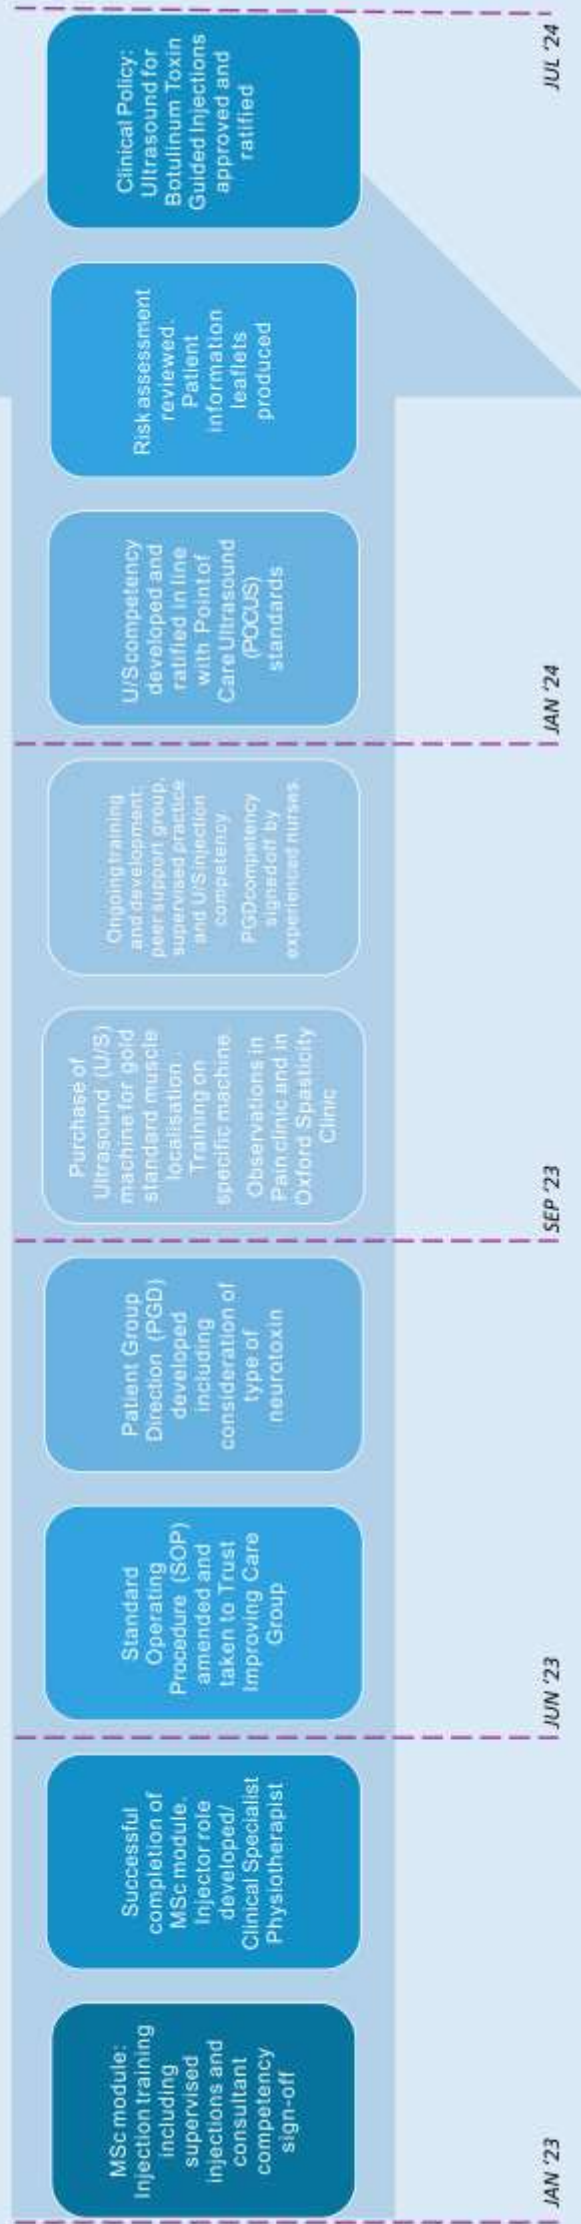 MSc module:
Injection training
including
supervised
injections and
consultant
competency
sign-off
Successful
completion of
MSc module.
Injector role
developed/
Clinical Specialist
Physiotherapist
Standard
Operating
Procedure (SOP)
amended and
taken to Trust
Improving Care
Group
Patient Group
Direction (PGD)
developed
including
consideration of
type of
neurotoxin
Purchase of
Ultrasound (U/S)
machine for gold
standard muscle
localisation.
Training on
specific machine.
Observations in
Pain clinic and in
Oxford Spasticity
Clinic
Ongoing training
and development:
peer support group,
supervised practice
and U/S injection
competency.
PGD competency
signed off by
experienced nurses.
U/S competency
developed and
ratified in line
with Point of
Care Ultrasound
(POCUS)
standards
Risk assessment
reviewed.
Patient
information
leaflets
produced
Clinical Policy:
Ultrasound for
Botulinum Toxin
Guided Injections
approved and
ratified
JAN '23
JUN '23
SEP '23
JAN '24
JUL '24